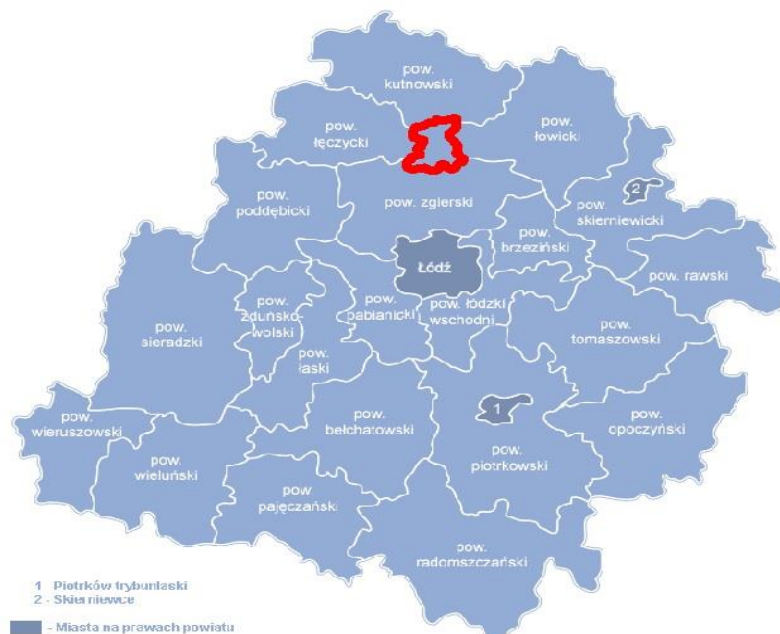 pow.
kutnowski
pow.
łęczycki
pow.
łowicki
pow.
poddębicki
pow. zgierski
2
pow.
skierniewicki
pow.
brzeziński
pow. rawski
Łódź
pow.
zduńsko-
wolski
pow.
pabianicki
pow. łódzki
wschodni
pow.
sieradzki
pow.
łaski
pow.
tomaszowski
pow.
wieruszowski
pow.
bełchatowski
1
pow.
opoczyński
pow.
wieluński
pow.
piotrkowski
pow
pajęczański
pow.
radomszczański
1 - Piotrków trybunlaski
2 - Skierniewce
- Miasta na prawach powiatu